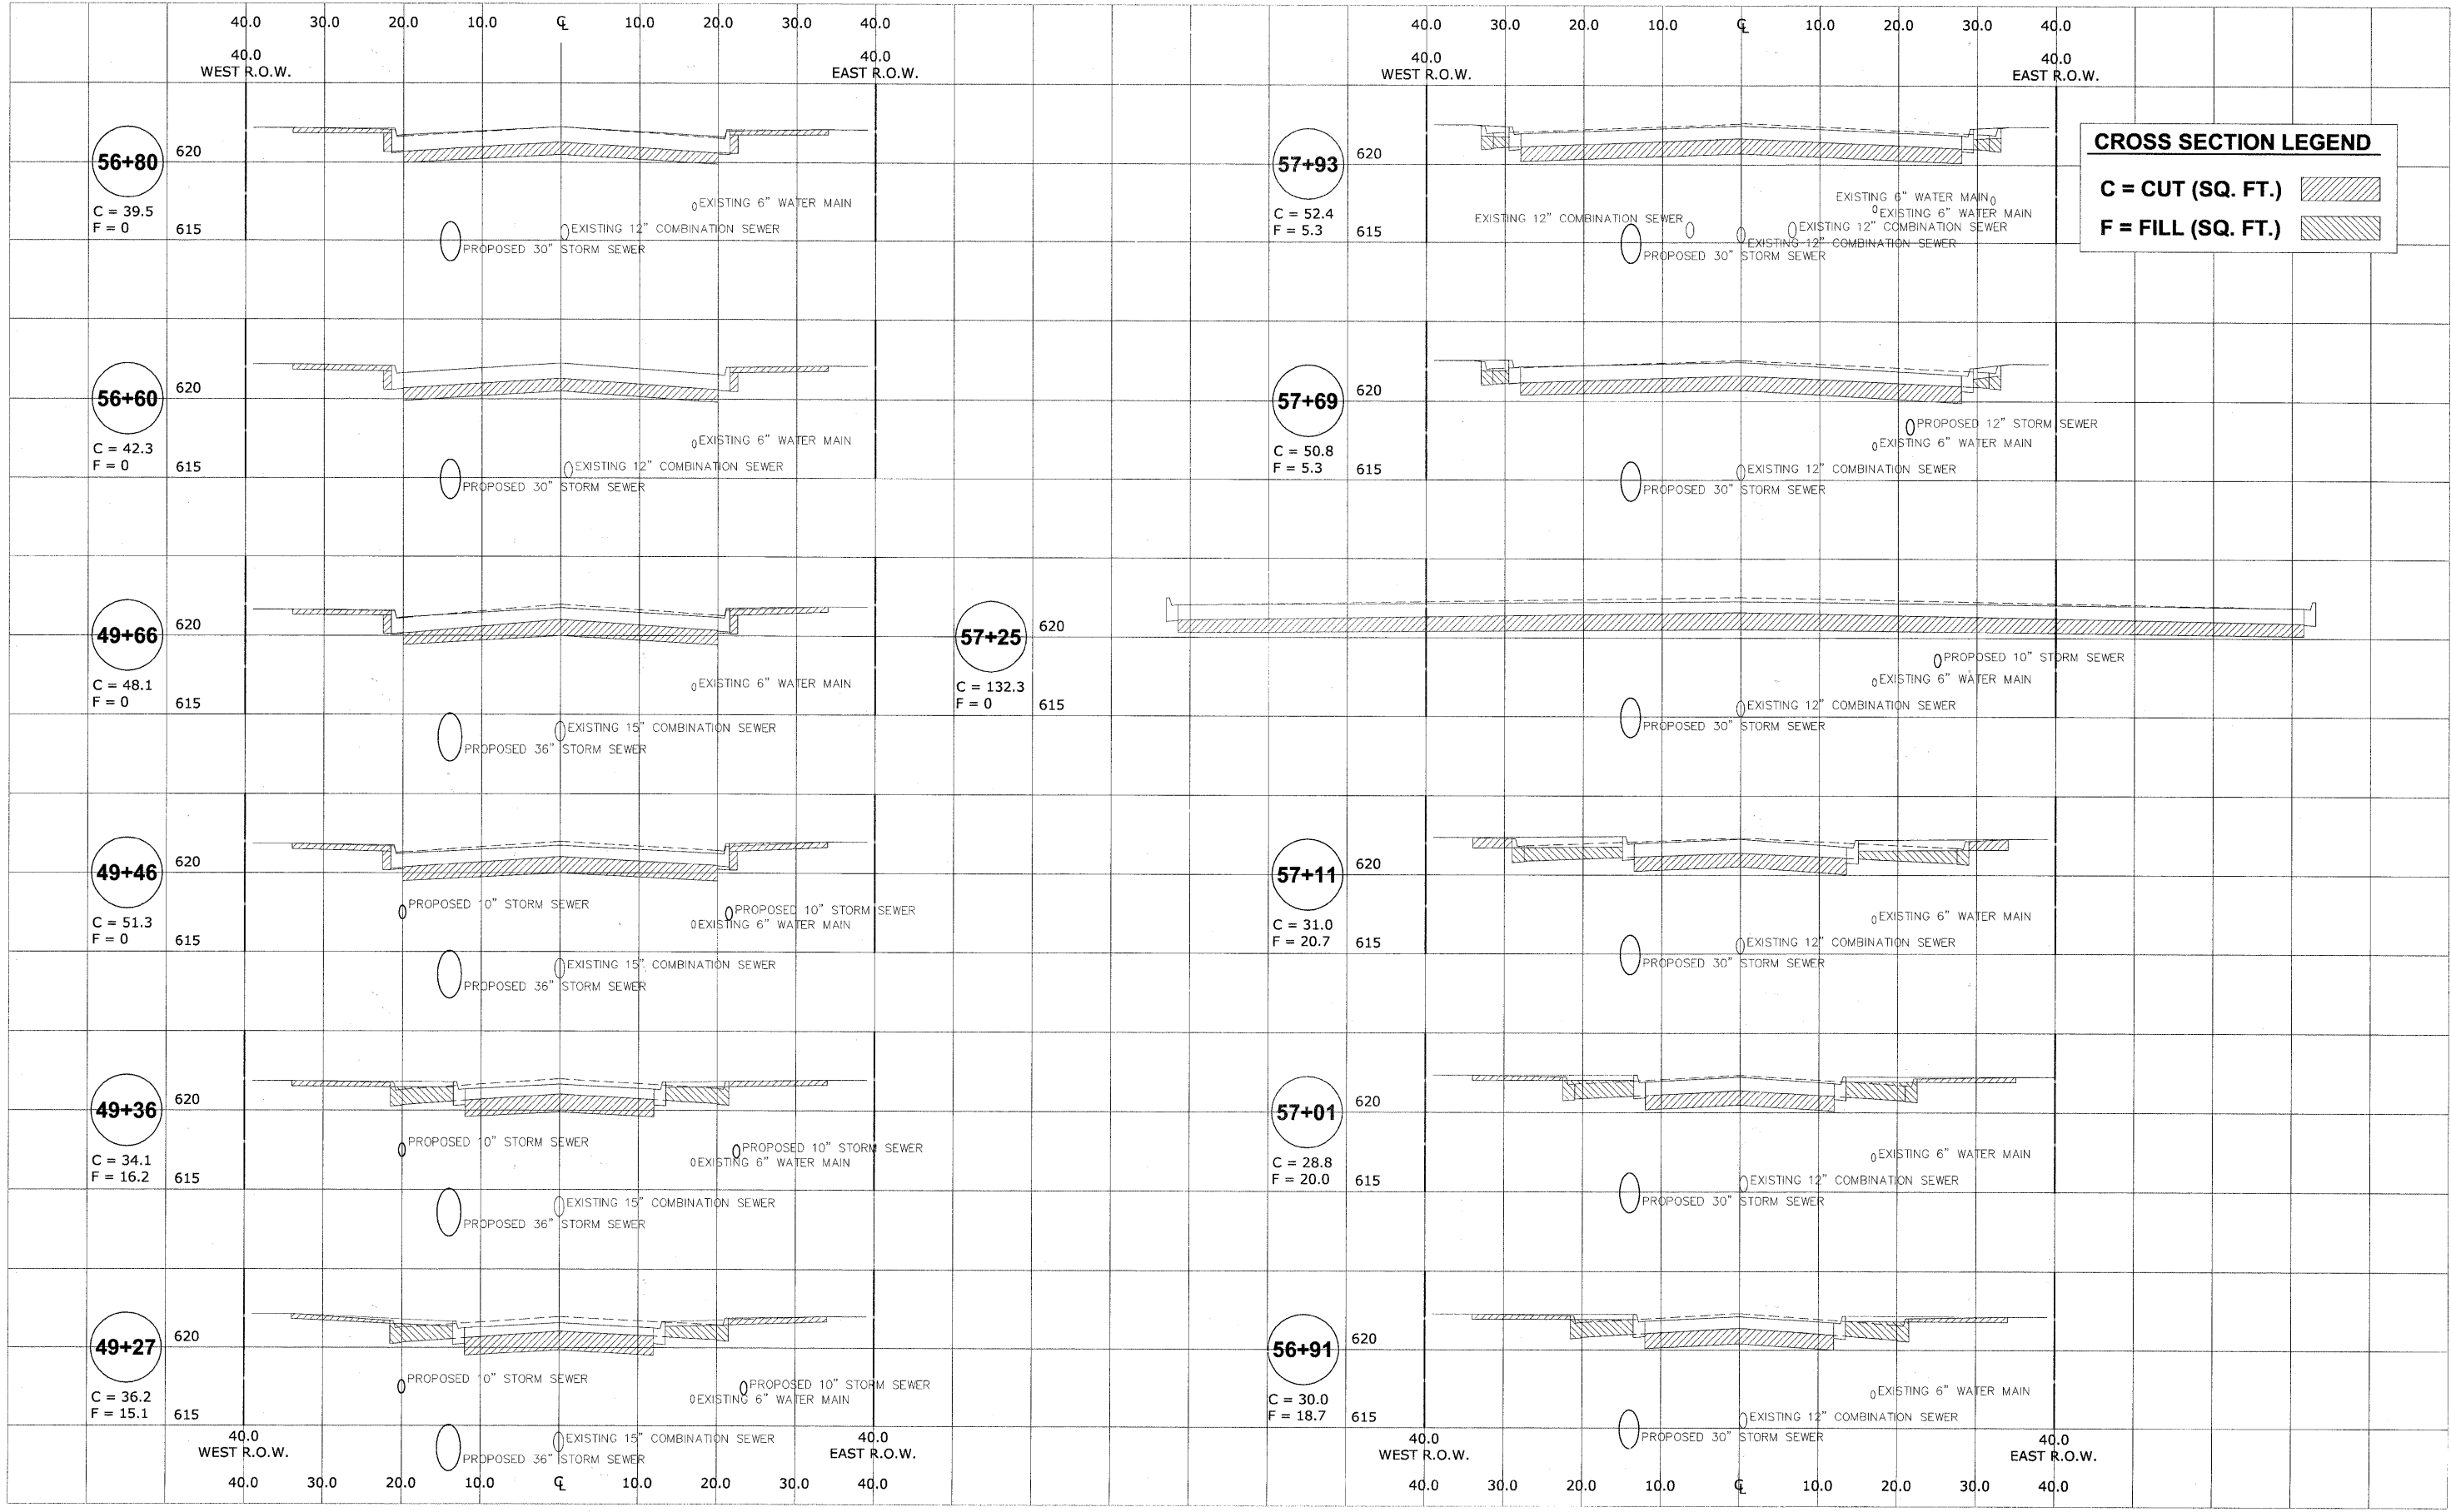 40.0 30.0 20.0 10.0 ℄ 10.0 20.0 30.0 40.0
40.0
WEST R.O.W.
40.0
EAST R.O.W.
56+80
620
C = 39.5
F = 0
615
EXISTING 6" WATER MAIN
EXISTING 12" COMBINATION SEWER
PROPOSED 30" STORM SEWER
56+60
620
C = 42.3
F = 0
615
EXISTING 6" WATER MAIN
EXISTING 12" COMBINATION SEWER
PROPOSED 30" STORM SEWER
49+66
620
C = 48.1
F = 0
615
EXISTING 6" WATER MAIN
EXISTING 15" COMBINATION SEWER
PROPOSED 36" STORM SEWER
49+46
620
C = 51.3
F = 0
615
PROPOSED 10" STORM SEWER
PROPOSED 10" STORM SEWER
EXISTING 6" WATER MAIN
EXISTING 15" COMBINATION SEWER
PROPOSED 36" STORM SEWER
49+36
620
C = 34.1
F = 16.2
615
PROPOSED 10" STORM SEWER
PROPOSED 10" STORM SEWER
EXISTING 6" WATER MAIN
EXISTING 15" COMBINATION SEWER
PROPOSED 36" STORM SEWER
49+27
620
C = 36.2
F = 15.1
615
PROPOSED 10" STORM SEWER
PROPOSED 10" STORM SEWER
EXISTING 6" WATER MAIN
EXISTING 15" COMBINATION SEWER
PROPOSED 36" STORM SEWER
40.0
WEST R.O.W.
40.0
EAST R.O.W.
40.0 30.0 20.0 10.0 ℄ 10.0 20.0 30.0 40.0
40.0 30.0 20.0 10.0 ℄ 10.0 20.0 30.0 40.0
40.0
WEST R.O.W.
40.0
EAST R.O.W.
CROSS SECTION LEGEND
C = CUT (SQ. FT.)
F = FILL (SQ. FT.)
57+93
620
C = 52.4
F = 5.3
615
EXISTING 6" WATER MAIN
EXISTING 6" WATER MAIN
EXISTING 12" COMBINATION SEWER
EXISTING 12" COMBINATION SEWER
EXISTING 12" COMBINATION SEWER
PROPOSED 30" STORM SEWER
57+69
620
C = 50.8
F = 5.3
615
PROPOSED 12" STORM SEWER
EXISTING 6" WATER MAIN
EXISTING 12" COMBINATION SEWER
PROPOSED 30" STORM SEWER
57+25
620
C = 132.3
F = 0
615
PROPOSED 10" STORM SEWER
EXISTING 6" WATER MAIN
EXISTING 12" COMBINATION SEWER
PROPOSED 30" STORM SEWER
57+11
620
C = 31.0
F = 20.7
615
EXISTING 6" WATER MAIN
EXISTING 12" COMBINATION SEWER
PROPOSED 30" STORM SEWER
57+01
620
C = 28.8
F = 20.0
615
EXISTING 6" WATER MAIN
EXISTING 12" COMBINATION SEWER
PROPOSED 30" STORM SEWER
56+91
620
C = 30.0
F = 18.7
615
EXISTING 6" WATER MAIN
EXISTING 12" COMBINATION SEWER
PROPOSED 30" STORM SEWER
40.0
WEST R.O.W.
40.0
EAST R.O.W.
40.0 30.0 20.0 10.0 ℄ 10.0 20.0 30.0 40.0